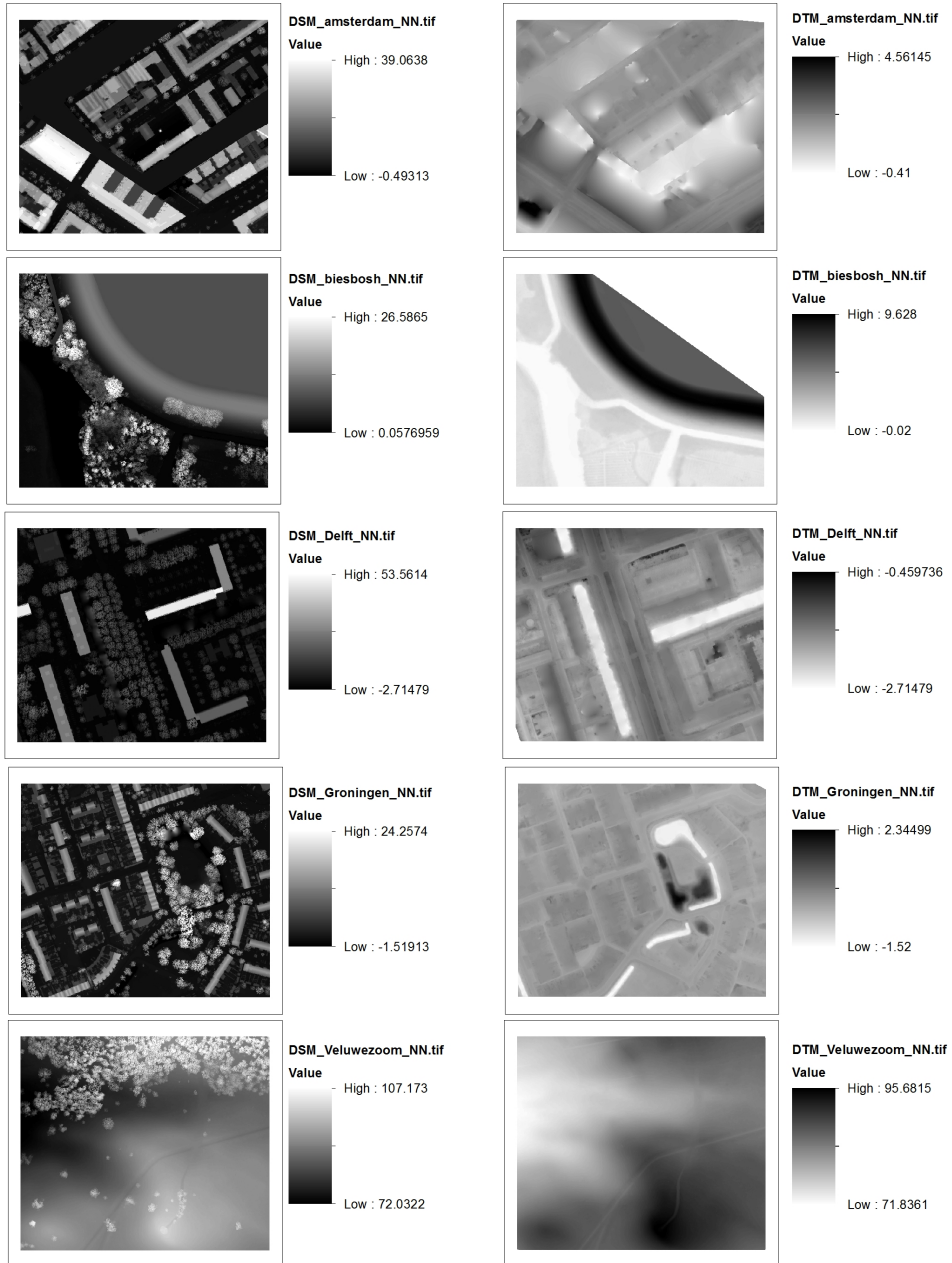 DSM_amsterdam_NN.tif
Value
High : 39.0638
Low : -0.49313
DTM_amsterdam_NN.tif
Value
High : 4.56145
Low : -0.41
DSM_biesbosh_NN.tif
Value
High : 26.5865
Low : 0.0576959
DTM_biesbosh_NN.tif
Value
High : 9.628
Low : -0.02
DSM_Delft_NN.tif
Value
High : 53.5614
Low : -2.71479
DTM_Delft_NN.tif
Value
High : -0.459736
Low : -2.71479
DSM_Groningen_NN.tif
Value
High : 24.2574
Low : -1.51913
DTM_Groningen_NN.tif
Value
High : 2.34499
Low : -1.52
DSM_Veluwezoom_NN.tif
Value
High : 107.173
Low : 72.0322
DTM_Veluwezoom_NN.tif
Value
High : 95.6815
Low : 71.8361